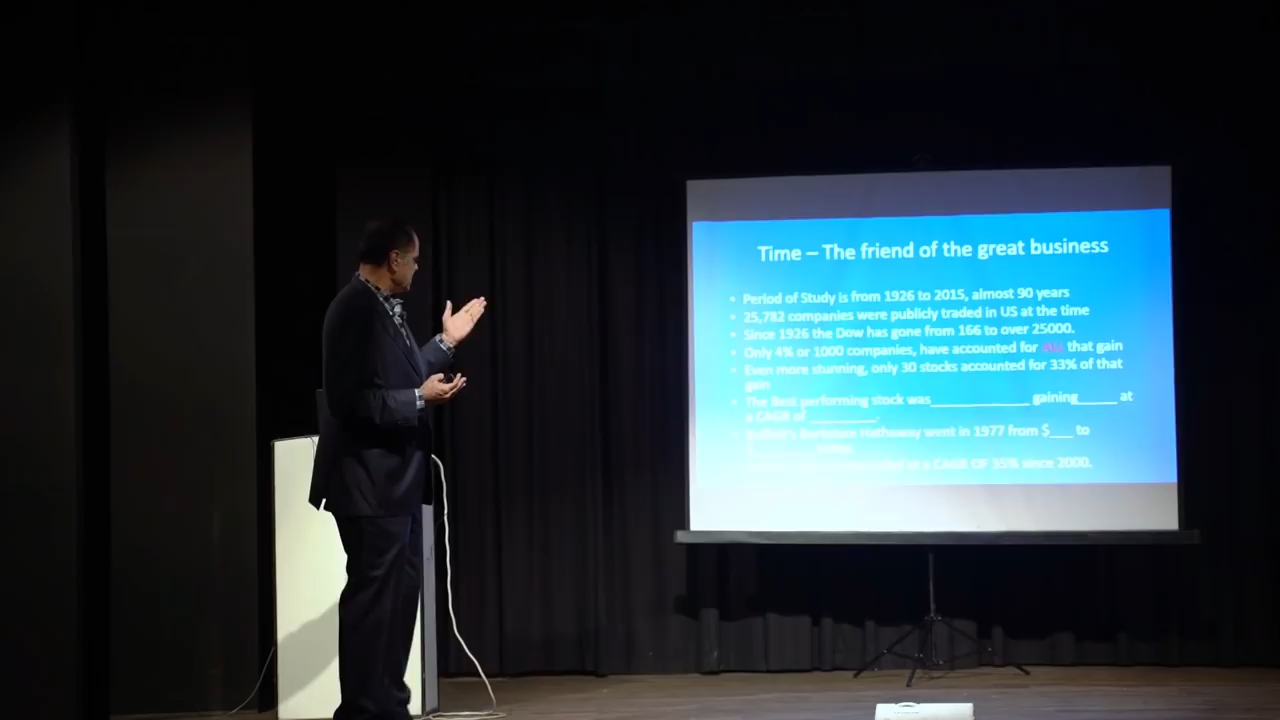 Time – The friend of the great business
• Period of Study is from 1926 to 2015, almost 90 years
• 25,782 companies were publicly traded in US at the time
• Since 1926 the Dow has gone from 166 to over 25000.
• Only 4% or 1000 companies, have accounted for ALL that gain
• Even more stunning, only 30 stocks accounted for 33% of that
gain
• The Best performing stock was____________ gaining_____ at
a CAGR of ________.
Hathaway went in 1977 from $___ to
at a CAGR OF 35% since 2000.